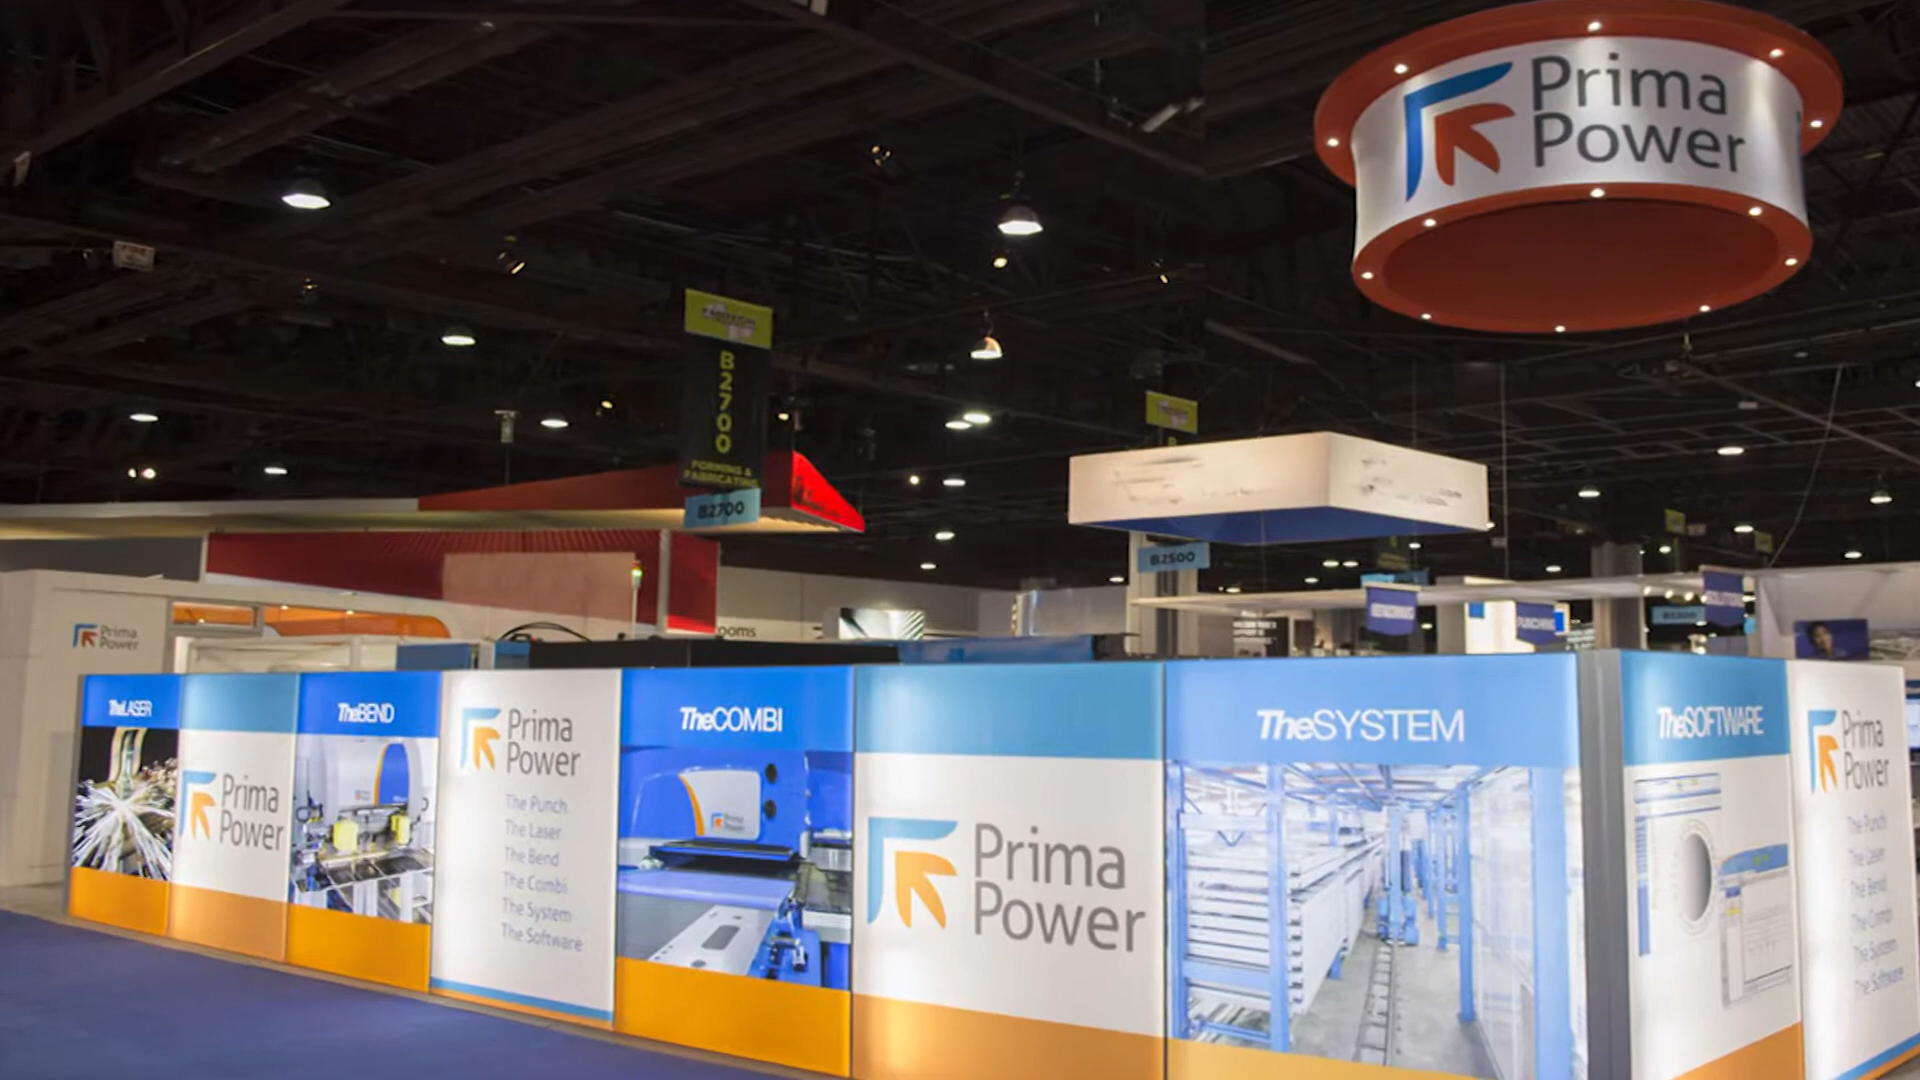 Prima
Power
B2700
FORMING &
FABRICATING
B2700
B2500
Prima
Power
ooms
TheLASER
Prima
Power
TheBEND
Prima
Power
The Punch
The Laser
The Bend
The Combi
The System
The Software
TheCOMBI
Prima
Power
Prima
Power
TheSYSTEM
TheSOFTWARE
Prima
Power
The Punch
The Laser
The Bend
The Combi
The System
The Software